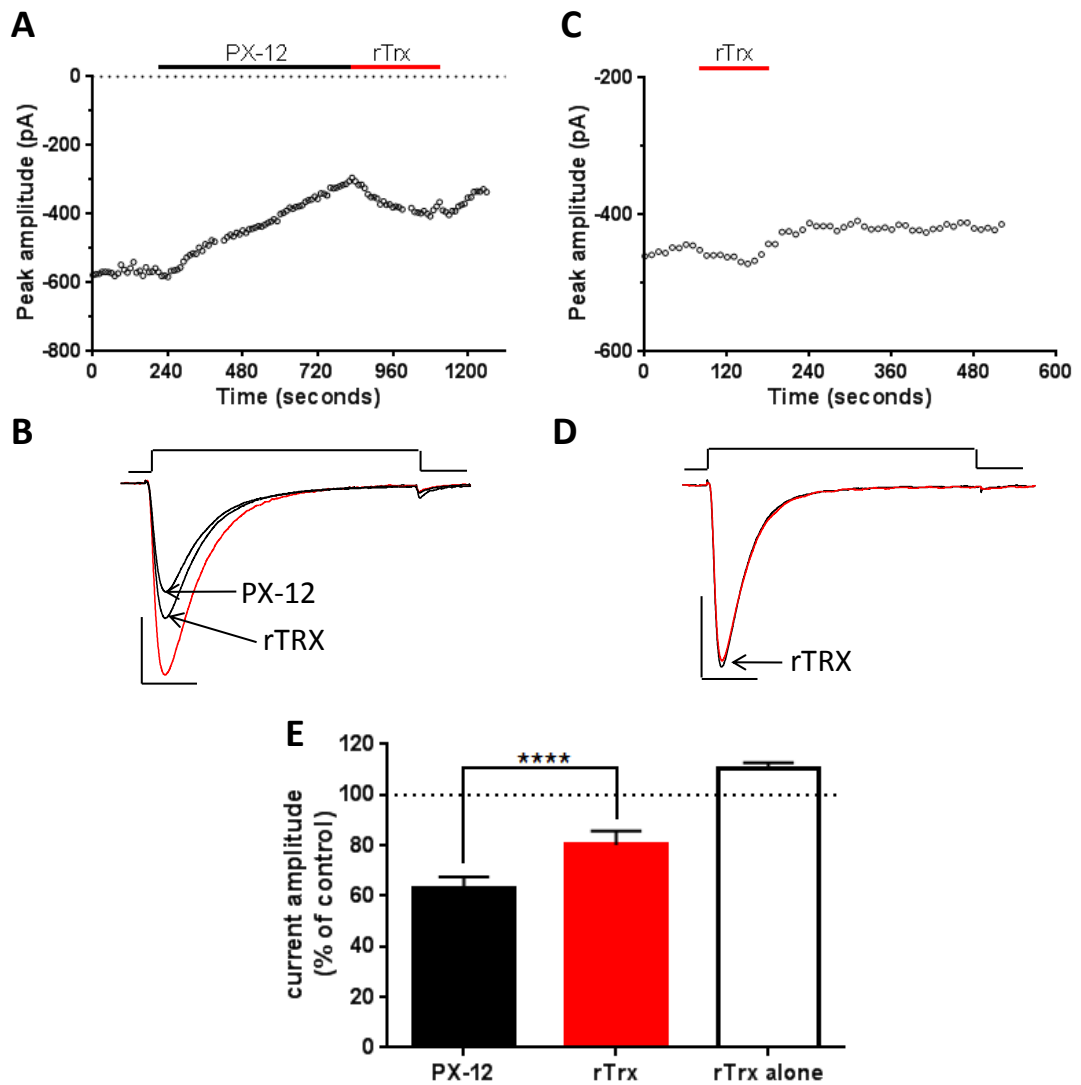 A
PX-12 rTrx
0
-200
-400
-600
-800
Peak amplitude (pA)
0 240 480 720 960 1200
Time (seconds)
C
rTrx
-200
-400
-600
Peak amplitude (pA)
0 120 240 360 480 600
Time (seconds)
B
PX-12
rTRX
D
rTRX
E
120
100
80
60
40
20
0
current amplitude
(% of control)
****
PX-12 rTrx rTrx alone